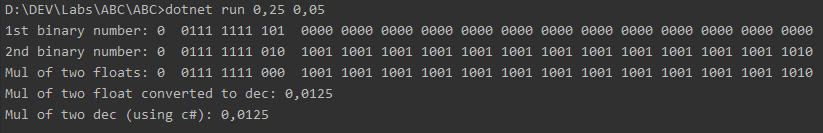 D:\DEV\Labs\ABC\ABC>dotnet run 0,25 0,05
1st binary number: 0  0111 1111 101  0000 0000 0000 0000 0000 0000 0000 0000 0000 0000 0000 0000 0000
2nd binary number: 0  0111 1111 010  1001 1001 1001 1001 1001 1001 1001 1001 1001 1001 1001 1001 1010
Mul of two floats: 0  0111 1111 000  1001 1001 1001 1001 1001 1001 1001 1001 1001 1001 1001 1001 1010
Mul of two float converted to dec: 0,0125
Mul of two dec (using c#): 0,0125